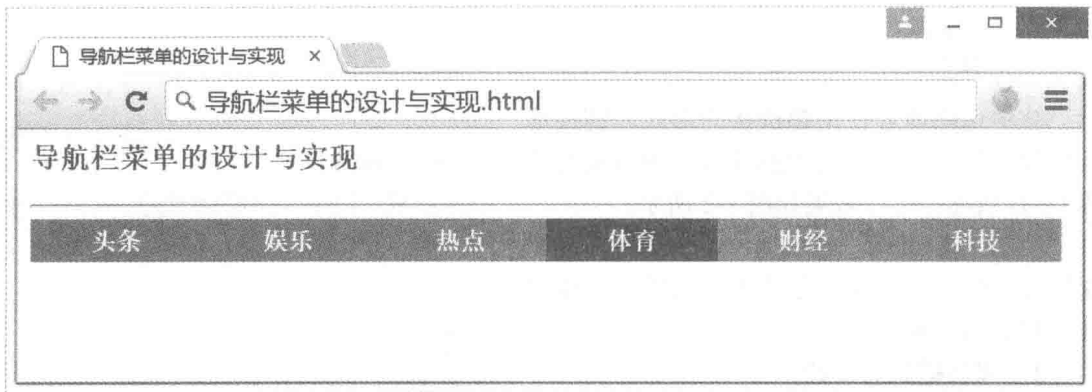 导航栏菜单的设计与实现 ×
导航栏菜单的设计与实现.html
导航栏菜单的设计与实现
头条 娱乐 热点 体育 财经 科技